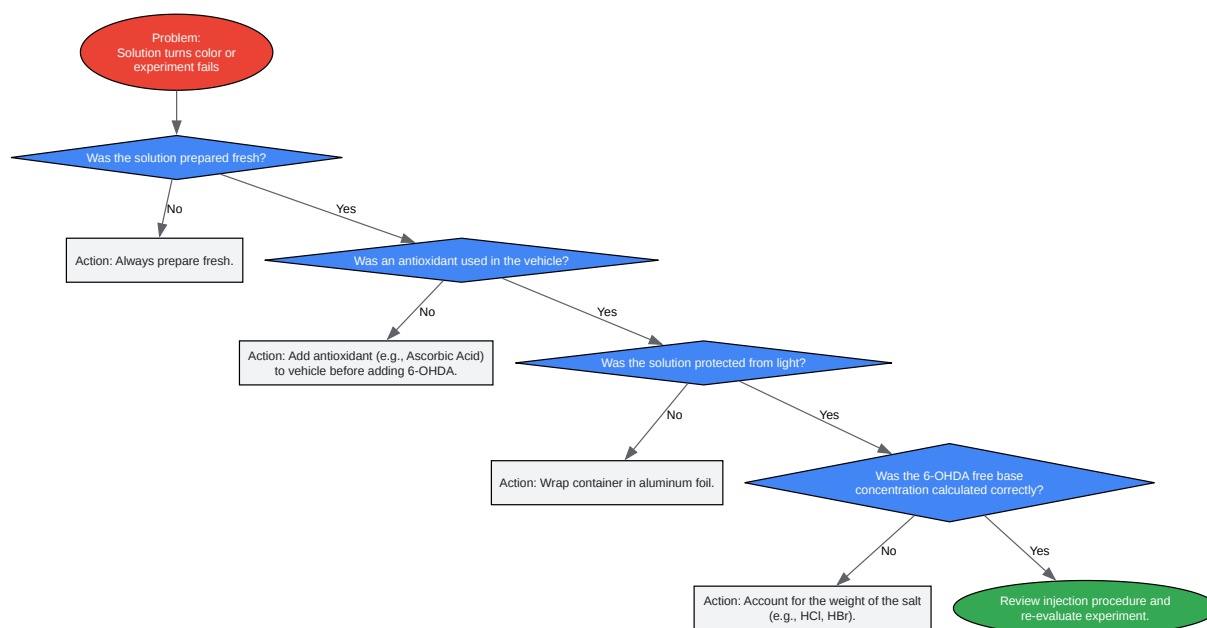 Problem:
Solution turns color or
experiment fails
Was the solution prepared fresh?
No
Yes
Action: Always prepare fresh.
Was an antioxidant used in the vehicle?
No
Yes
Action: Add antioxidant (e.g., Ascorbic Acid)
to vehicle before adding 6-OHDA.
Was the solution protected from light?
No
Yes
Action: Wrap container in aluminum foil.
Was the 6-OHDA free base
concentration calculated correctly?
No
Yes
Action: Account for the weight of the salt
(e.g., HCl, HBr).
Review injection procedure and
re-evaluate experiment.